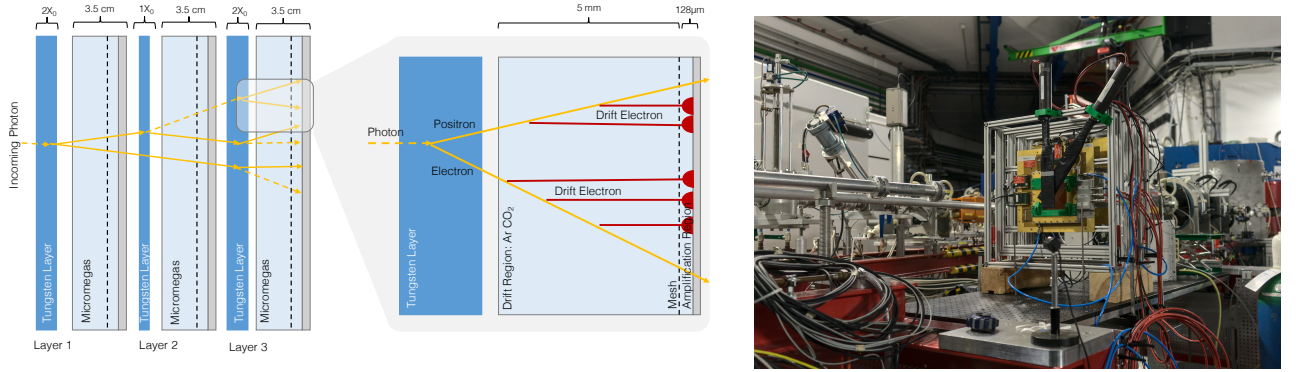 2X₀
3.5 cm
1X₀
3.5 cm
2X₀
3.5 cm
Incoming Photon
Tungsten Layer
Micromegas
Tungsten Layer
Micromegas
Tungsten Layer
Micromegas
Layer 1
Layer 2
Layer 3
5 mm
128µm
Photon
Positron
Electron
Drift Electron
Drift Electron
Tungsten Layer
Drift Region: Ar CO₂
Mesh
Amplification Region